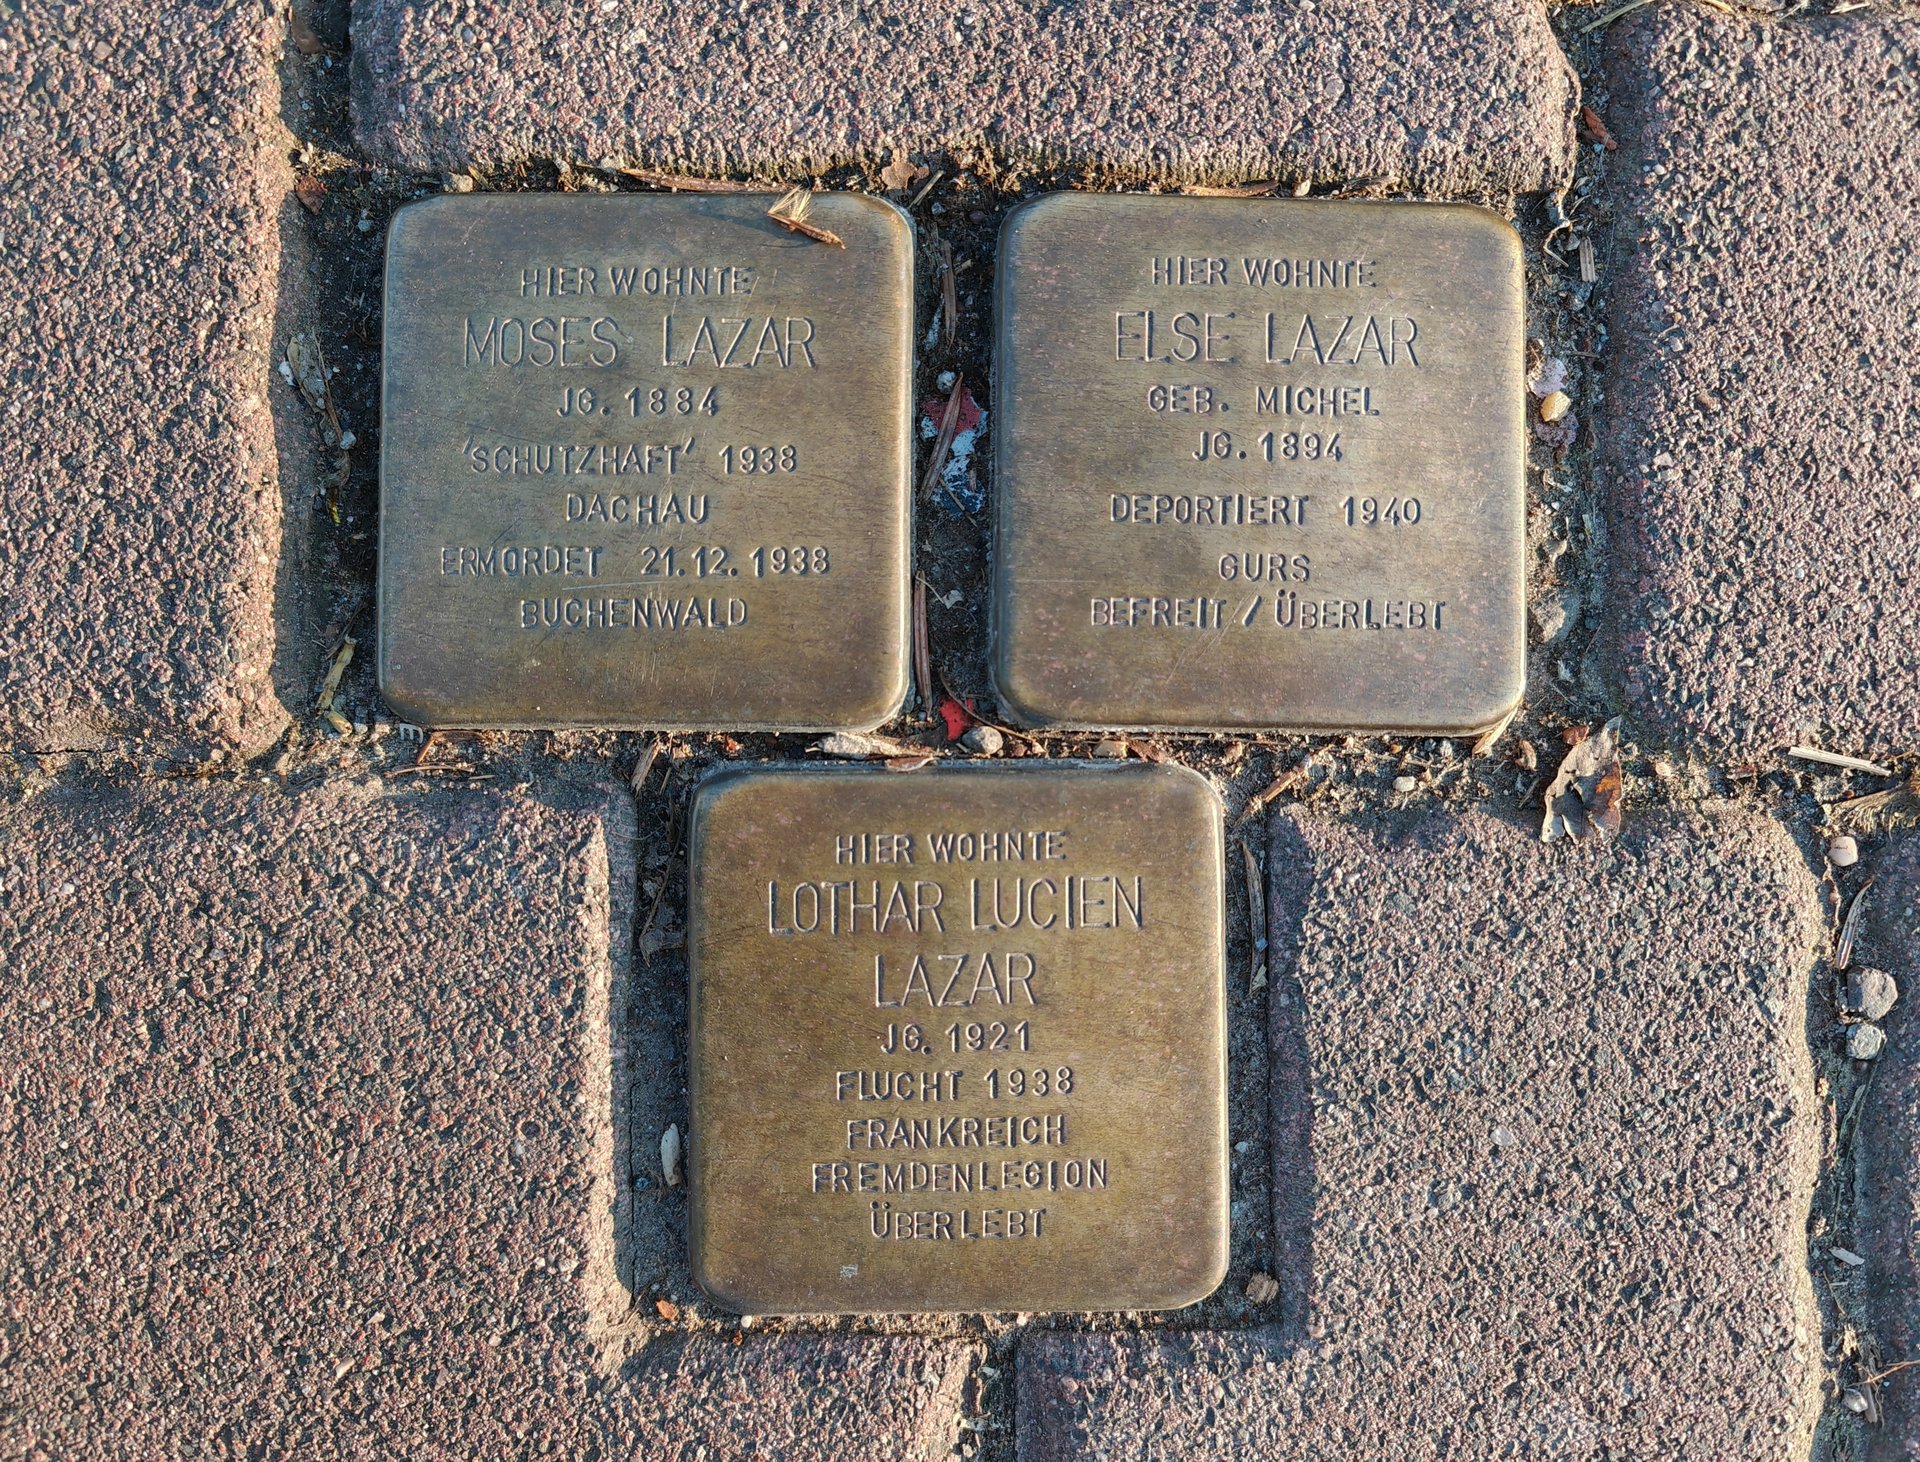 HIER WOHNTE
MOSES LAZAR
JG. 1884
'SCHUTZHAFT' 1938
DACHAU
ERMORDET 21.12.1938
BUCHENWALD
HIER WOHNTE
ELSE LAZAR
GEB. MICHEL
JG. 1894
DEPORTIERT 1940
GURS
BEFREIT / ÜBERLEBT
HIER WOHNTE
LOTHAR LUCIEN
LAZAR
JG. 1921
FLUCHT 1938
FRANKREICH
FREMDENLEGION
ÜBERLEBT